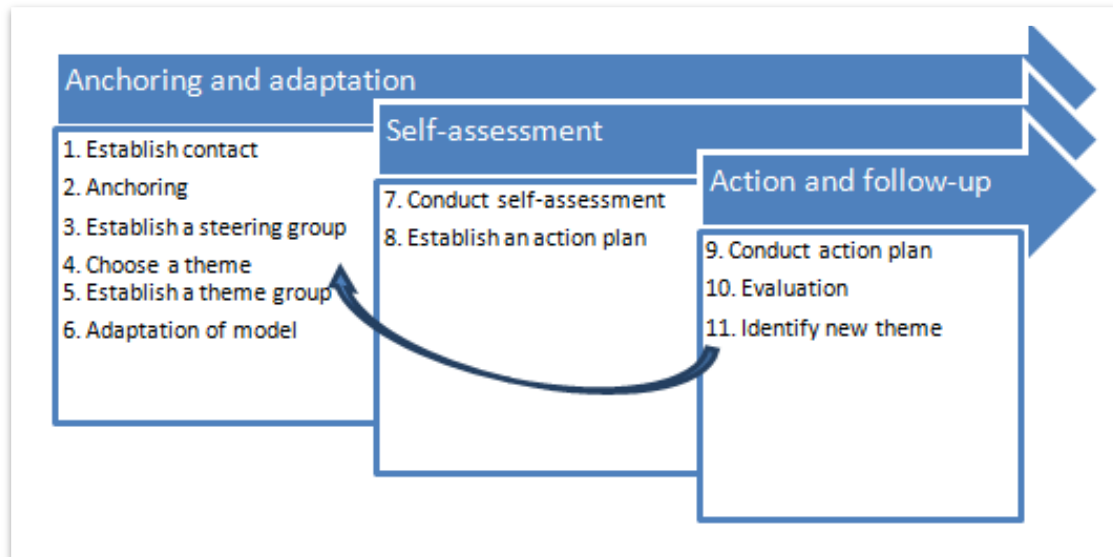 Anchoring and adaptation
1. Establish contact
2. Anchoring
3. Establish a steering group
4. Choose a theme
5. Establish a theme group
6. Adaptation of model
Self-assessment
7. Conduct self-assessment
8. Establish an action plan
Action and follow-up
9. Conduct action plan
10. Evaluation
11. Identify new theme